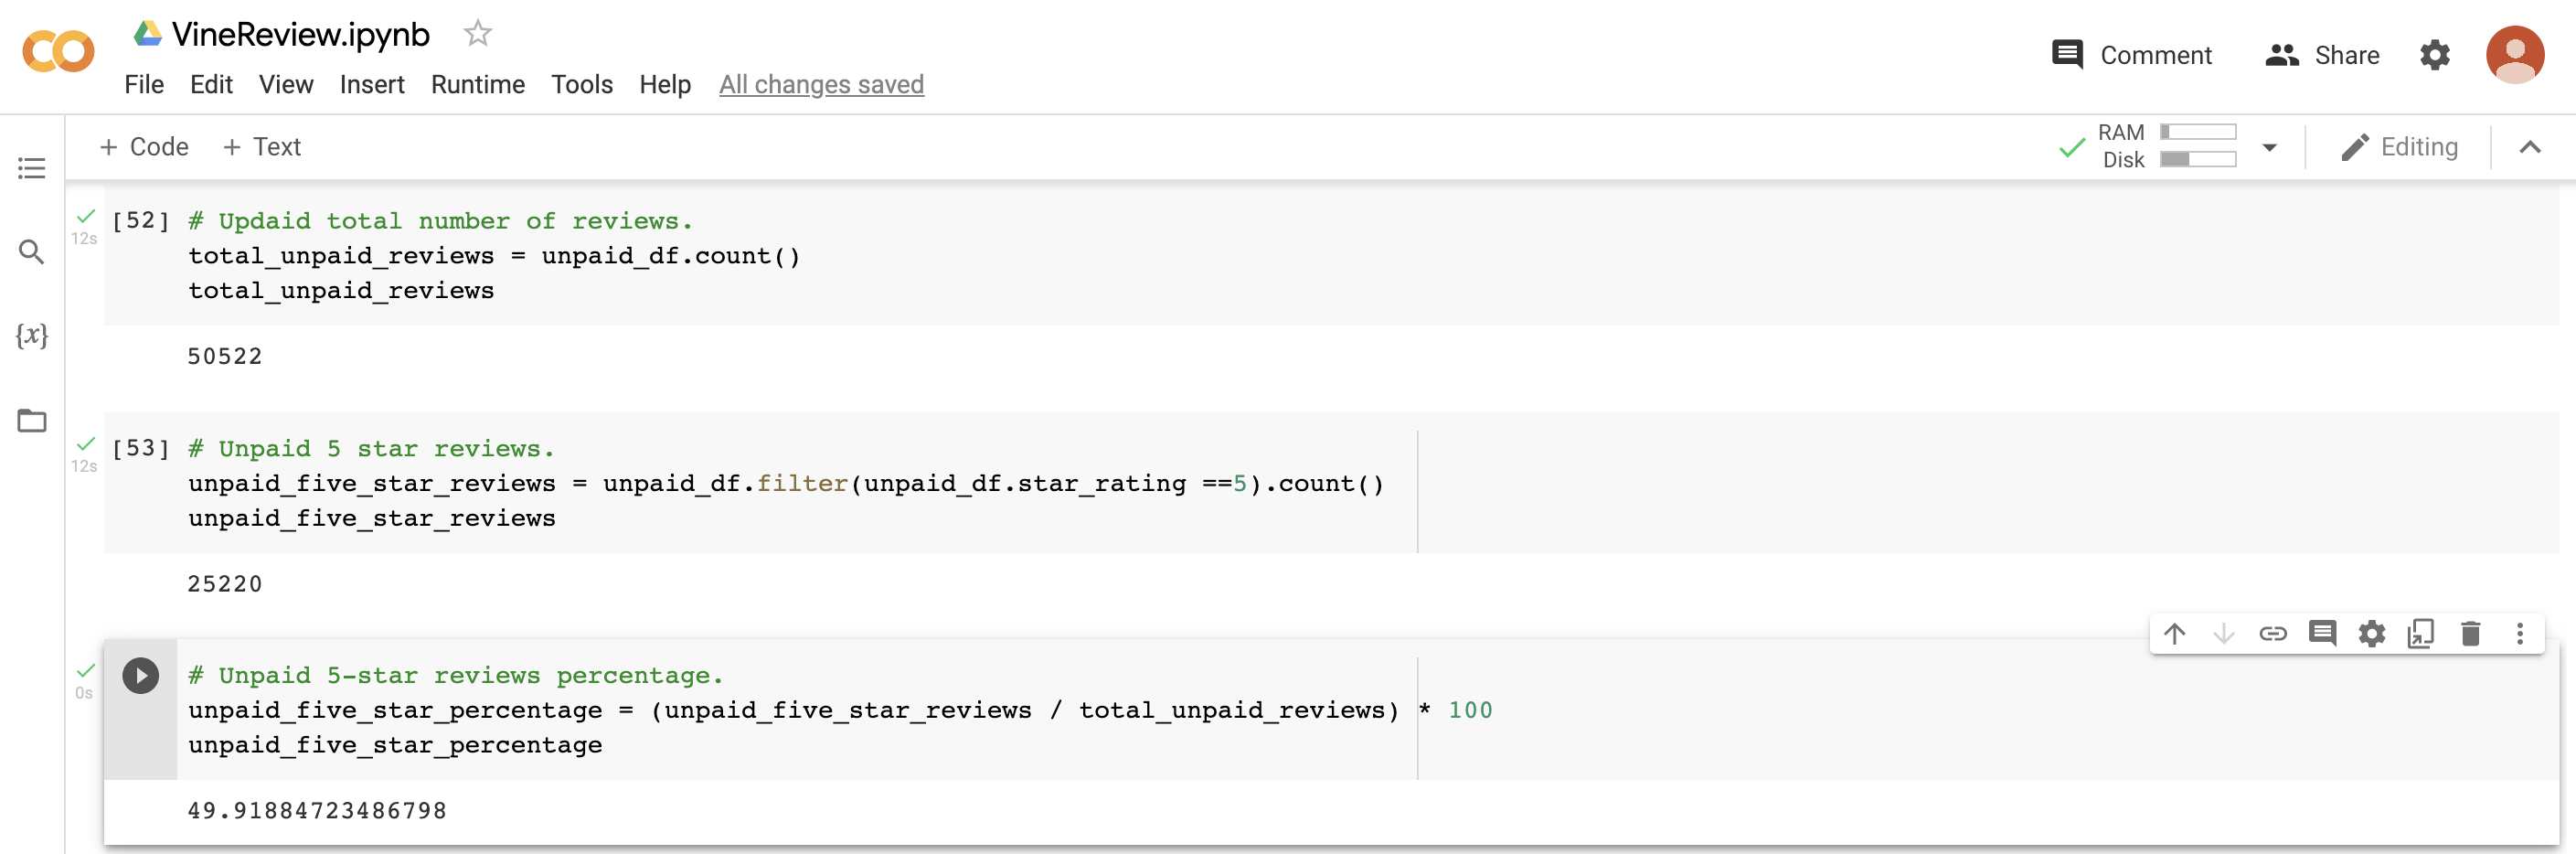 VineReview.ipynb
File Edit View Insert Runtime Tools Help All changes saved
Comment Share
+ Code + Text
RAM
Disk
Editing
[52] # Updaid total number of reviews.
12s
total_unpaid_reviews = unpaid_df.count()
total_unpaid_reviews
{x}
50522
[53] # Unpaid 5 star reviews.
12s
unpaid_five_star_reviews = unpaid_df.filter(unpaid_df.star_rating ==5).count()
unpaid_five_star_reviews
25220
# Unpaid 5-star reviews percentage.
0s
unpaid_five_star_percentage = (unpaid_five_star_reviews / total_unpaid_reviews) * 100
unpaid_five_star_percentage
49.91884723486798